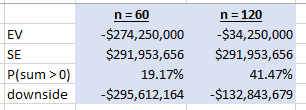 n = 60 n = 120
EV -$274,250,000 -$34,250,000
SE $291,953,656 $291,953,656
P(sum > 0) 19.17% 41.47%
downside -$295,612,164 -$132,843,679